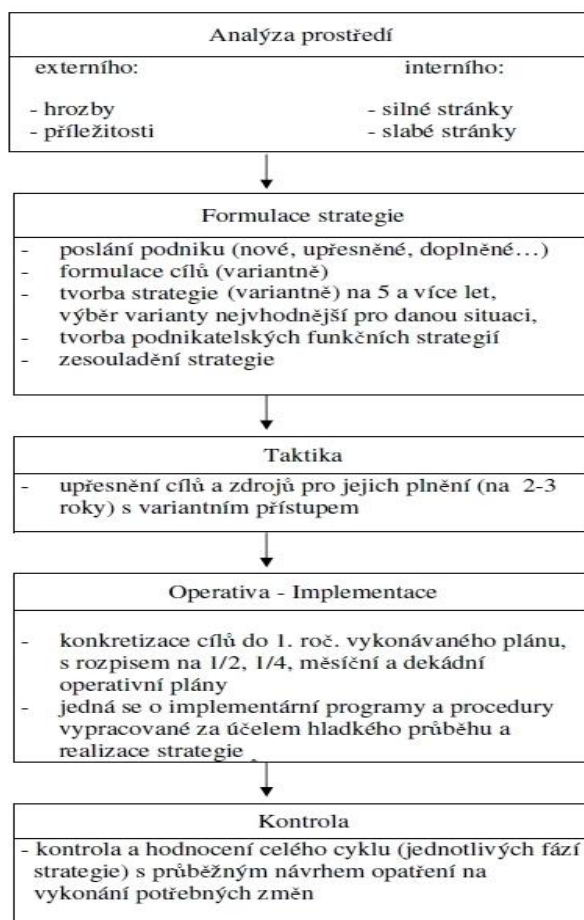 Analýza prostředí
externího: interního:
- hrozby - silné stránky
- příležitosti - slabé stránky
Formulace strategie
- poslání podniku (nové, upřesněné, doplněné...)
- formulace cílů (variantně)
- tvorba strategie (variantně) na 5 a více let,
výběr varianty nejvhodnější pro danou situaci,
- tvorba podnikatelských funkčních strategií
- zesouladění strategie
Taktika
- upřesnění cílů a zdrojů pro jejich plnění (na 2-3
roky) s variantním přístupem
Operativa - Implementace
- konkretizace cílů do 1. roč. vykonávaného plánu,
s rozpisem na 1/2, 1/4, měsíční a dekádní
operativní plány
- jedná se o implementární programy a procedury
vypracované za účelem hladkého průběhu a
realizace strategie
Kontrola
- kontrola a hodnocení celého cyklu (jednotlivých fází
strategie) s průběžným návrhem opatření na
vykonání potřebných změn